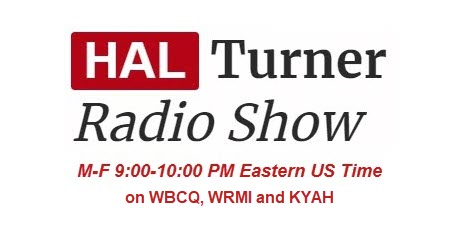 HAL Turner
Radio Show
M-F 9:00-10:00 PM Eastern US Time
on WBCQ, WRMI and KYAH